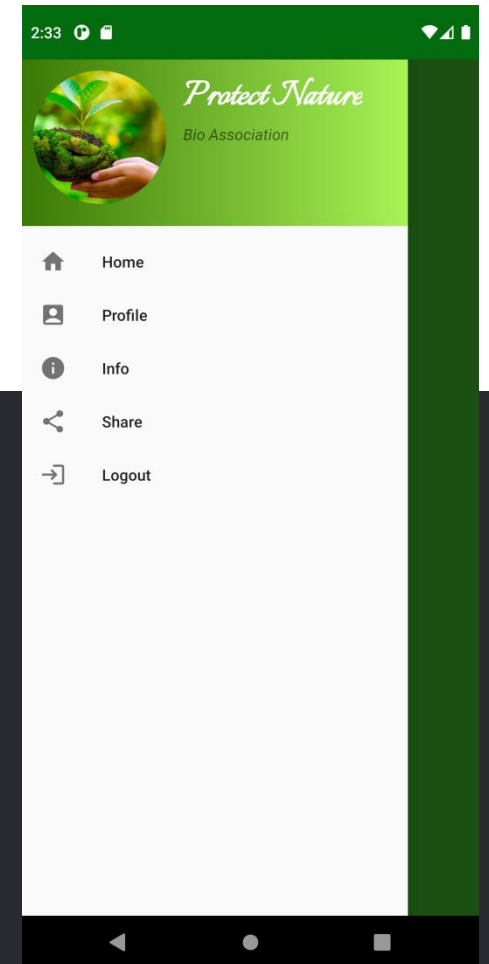 2:33
Protect Nature
Bio Association
Home
Profile
Info
Share
Logout